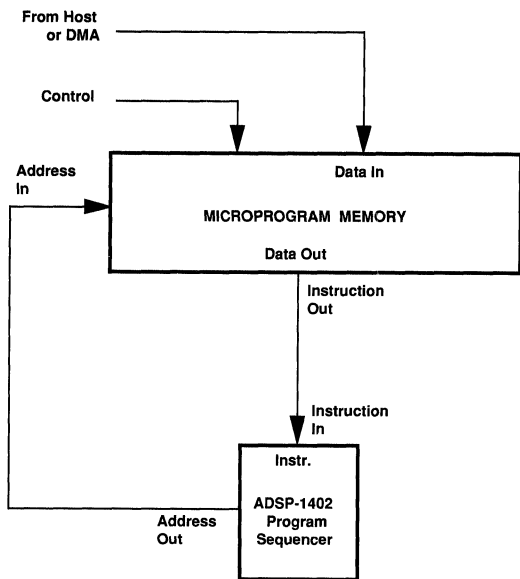 From Host
or DMA
Control
Address
In
Data In
MICROPROGRAM MEMORY
Data Out
Instruction
Out
Instruction
In
Instr.
ADSP-1402
Program
Sequencer
Address
Out